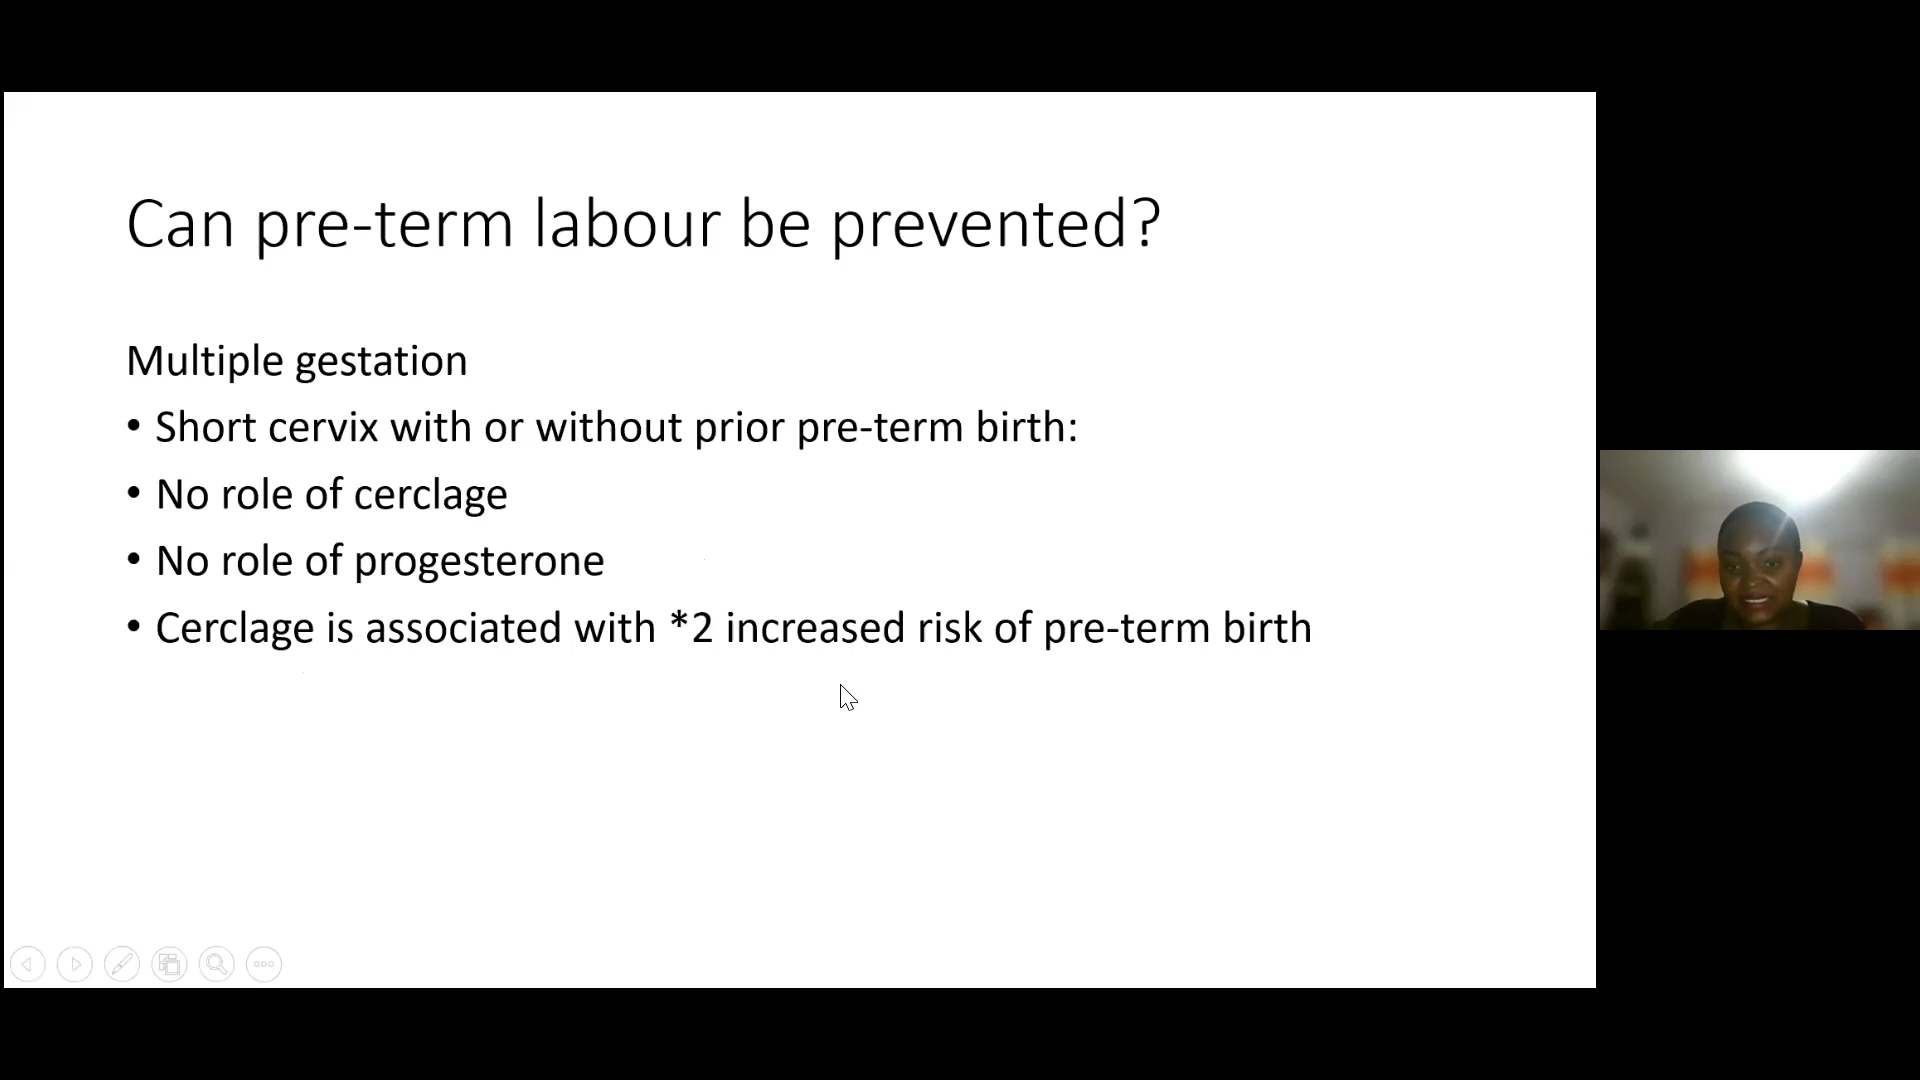 Can pre-term labour be prevented?
Multiple gestation
• Short cervix with or without prior pre-term birth:
• No role of cerclage
• No role of progesterone
• Cerclage is associated with *2 increased risk of pre-term birth